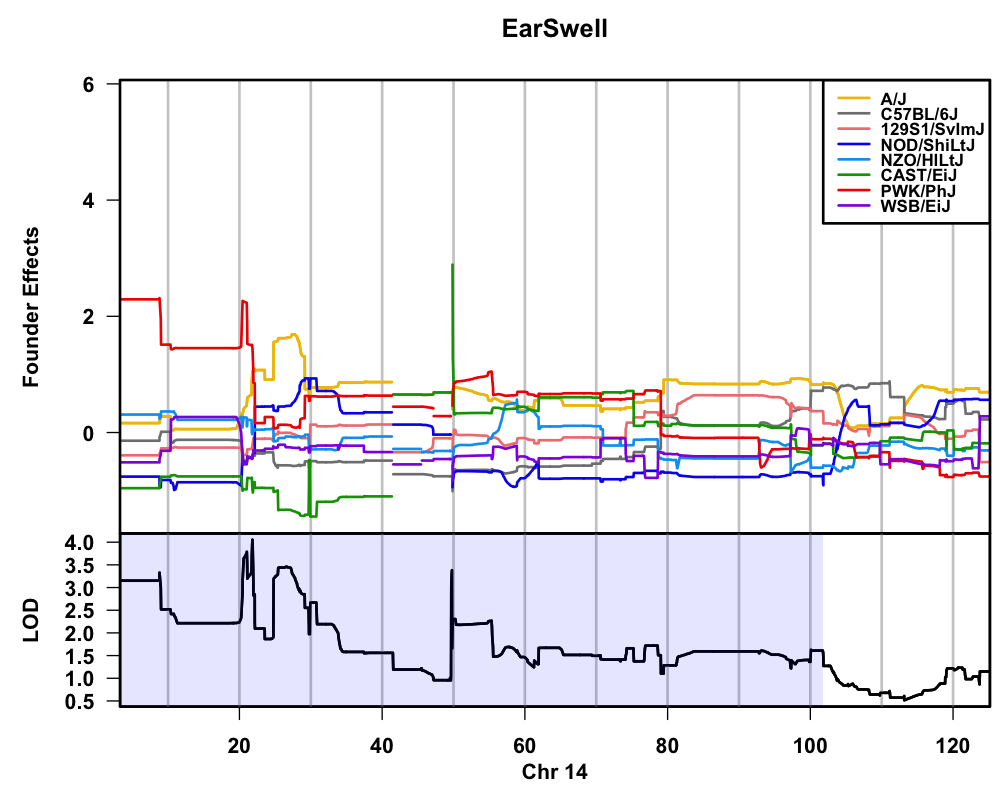 EarSwell
6
4
2
0
Founder Effects
A/J
C57BL/6J
129S1/SvImJ
NOD/ShiLtJ
NZO/HlLtJ
CAST/EiJ
PWK/PhJ
WSB/EiJ
4.0
3.5
3.0
2.5
2.0
1.5
1.0
0.5
LOD
20 40 60 80 100 120
Chr 14